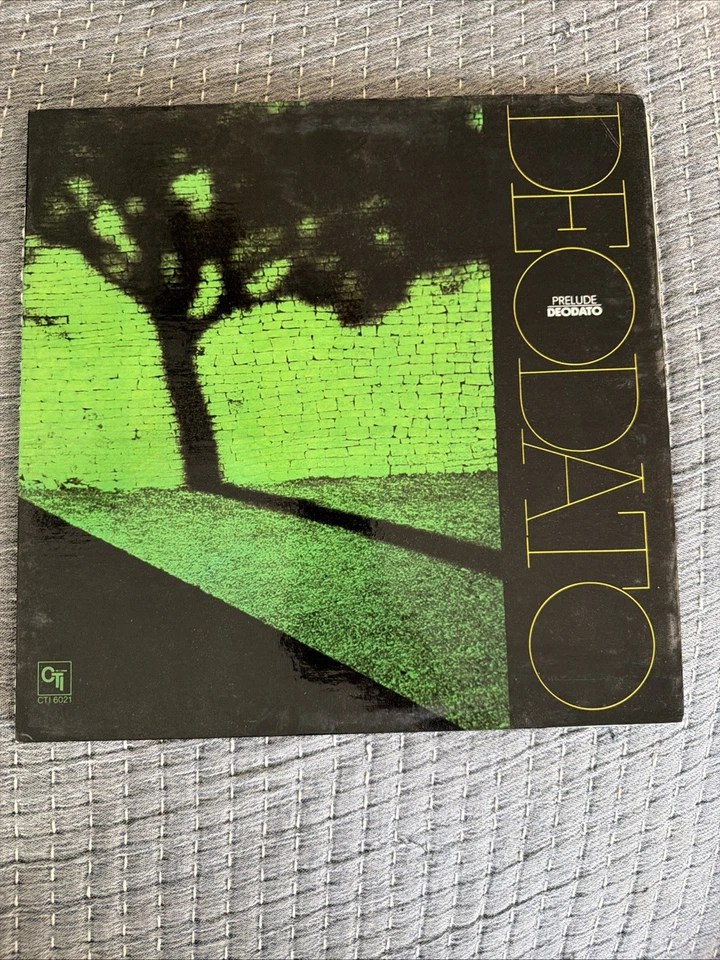 DEODATO
PRELUDE
DEODATO
CTI
CTI 6021